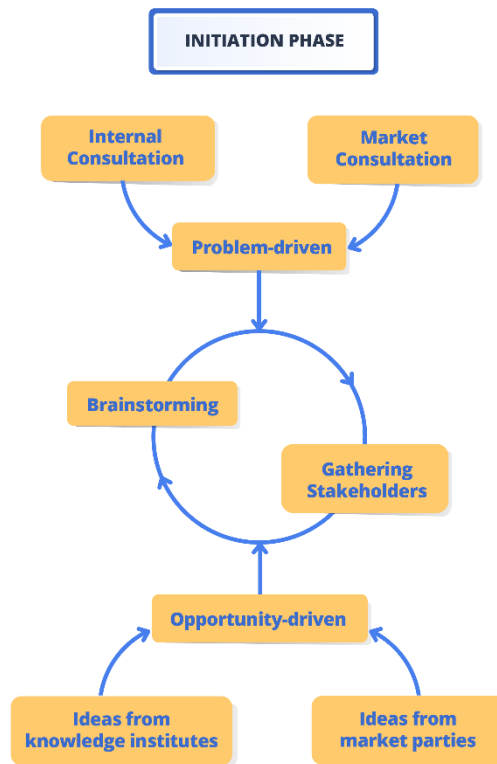 INITIATION PHASE
Internal
Consultation
Market
Consultation
Problem-driven
Brainstorming
Gathering
Stakeholders
Opportunity-driven
Ideas from
knowledge institutes
Ideas from
market parties